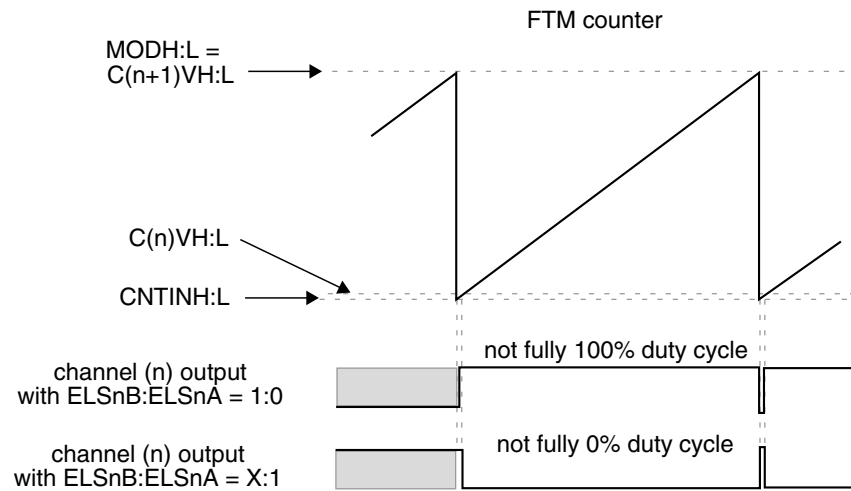 FTM counter
MODH:L =
C(n+1)VH:L
C(n)VH:L
CNTINH:L
not fully 100% duty cycle
channel (n) output
with ELSnB:ELSnA = 1:0
not fully 0% duty cycle
channel (n) output
with ELSnB:ELSnA = X:1